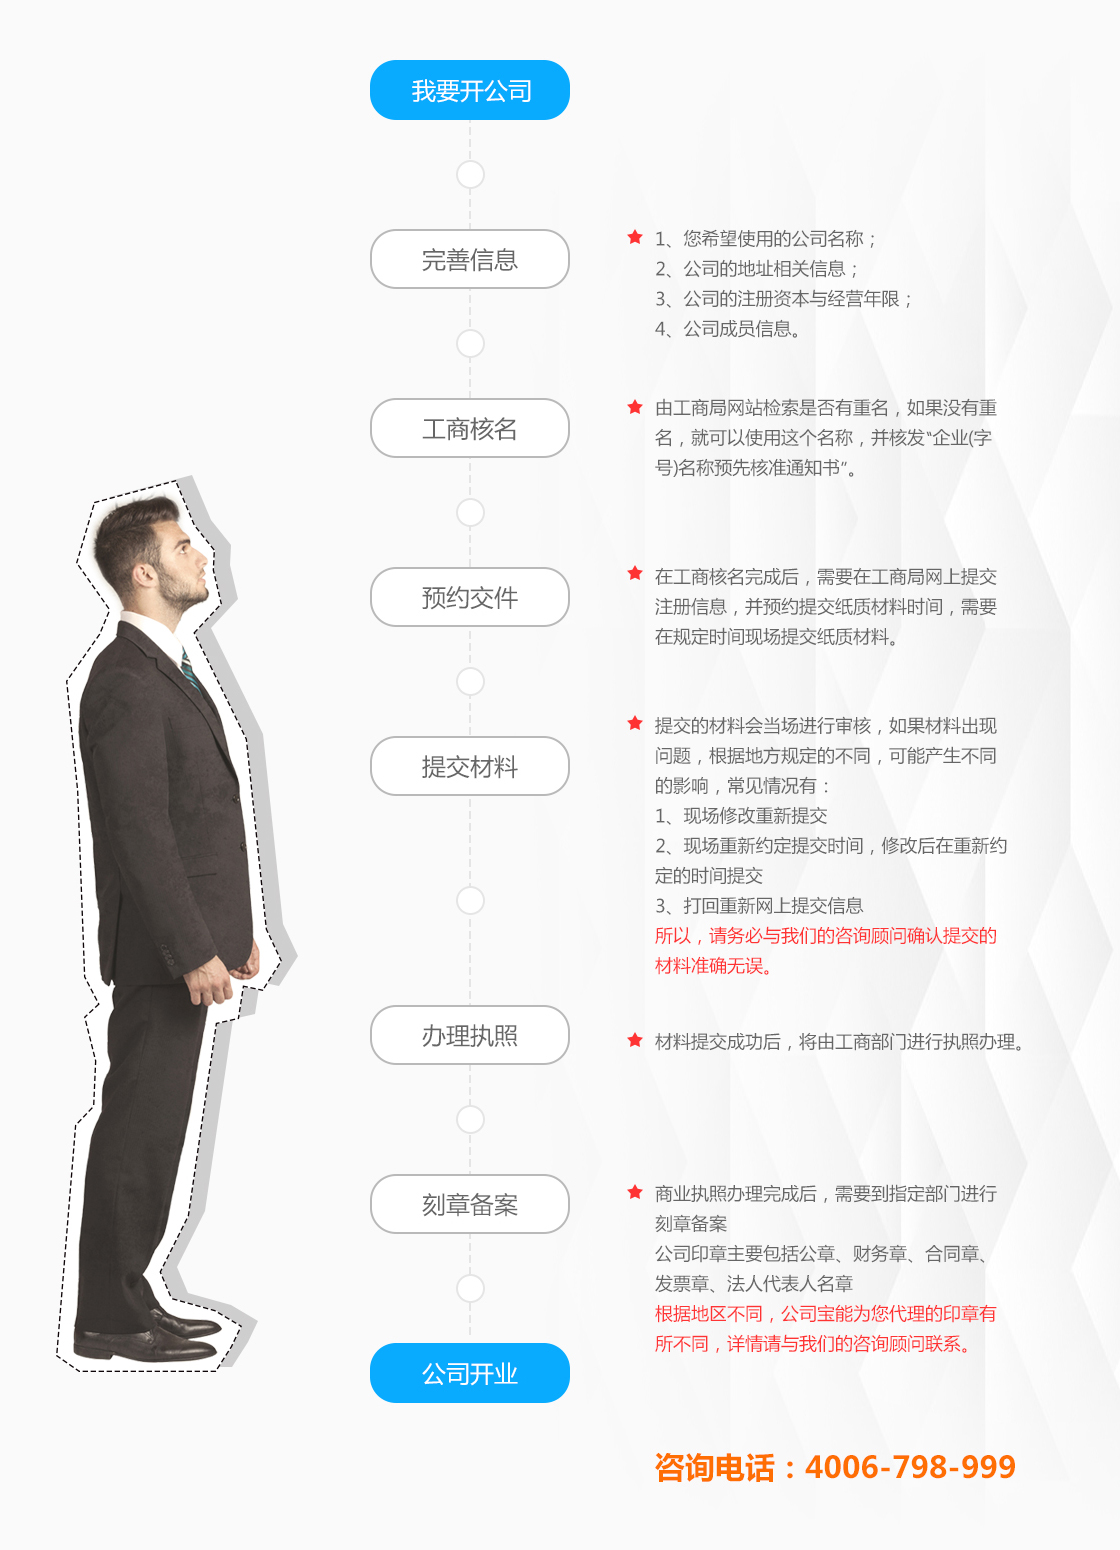 我要开公司
完善信息
1、您希望使用的公司名称；
2、公司的地址相关信息；
3、公司的注册资本与经营年限；
4、公司成员信息。
工商核名
由工商局网站检索是否有重名，如果没有重
名，就可以使用这个名称，并核发“企业(字
号)名称预先核准通知书”。
预约交件
在工商核名完成后，需要在工商局网上提交
注册信息，并预约提交纸质材料时间，需要
在规定时间现场提交纸质材料。
提交材料
提交的材料会当场进行审核，如果材料出现
问题，根据地方规定的不同，可能产生不同
的影响，常见情况有：
1、现场修改重新提交
2、现场重新约定提交时间，修改后在重新约
定的时间提交
3、打回重新网上提交信息
所以，请务必与我们的咨询顾问确认提交的
材料准确无误。
办理执照
材料提交成功后，将由工商部门进行执照办理。
刻章备案
商业执照办理完成后，需要到指定部门进行
刻章备案
公司印章主要包括公章、财务章、合同章、
发票章、法人代表人名章
根据地区不同，公司宝能为您代理的印章有
所不同，详情请与我们的咨询顾问联系。
公司开业
咨询电话：4006-798-999